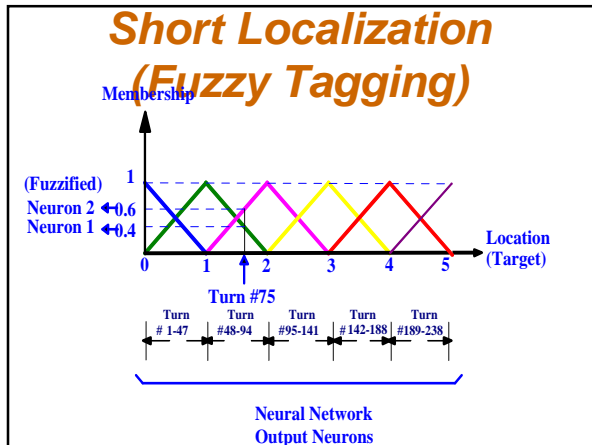 Short Localization
(Fuzzy Tagging)
Membership
(Fuzzified)
1
Neuron 2
0.6
Neuron 1
0.4
Location
(Target)
0 1 2 3 4 5
Turn #75
Turn Turn Turn Turn Turn
# 1-47 #48-94 #95-141 #142-188 #189-238
Neural Network
Output Neurons